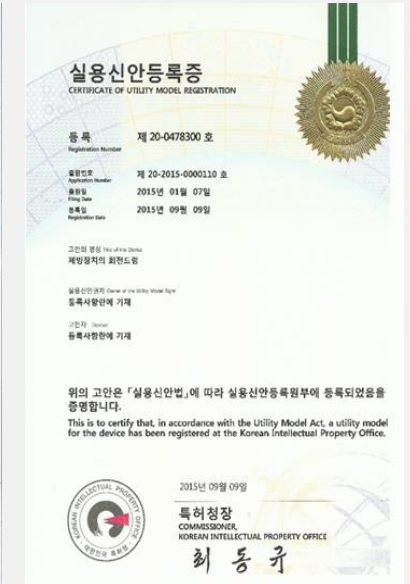 실용신안등록증
CERTIFICATE OF UTILITY MODEL REGISTRATION
등록 제 20-0478300 호
Registration Number
출원번호 제 20-2015-0000110 호
Application Number
출원일 2015년 01월 07일
Filing Date
등록일 2015년 09월 09일
Registration Date
고안의 명칭 Title of the Device
제빙장치의 회전드럼
실용신안권자 Owner of the Utility Model Right
등록사항란에 기재
고안자 Deviser
등록사항란에 기재
위의 고안은 「실용신안법」에 따라 실용신안등록원부에 등록되었음을
증명합니다.
This is to certify that, in accordance with the Utility Model Act, a utility model
for the device has been registered at the Korean Intellectual Property Office.
2015년 09월 09일
특허청장
COMMISSIONER,
KOREAN INTELLECTUAL PROPERTY OFFICE
최동규
KOREAN INTELLECTUAL PROPERTY OFFICE
대한민국 특허청